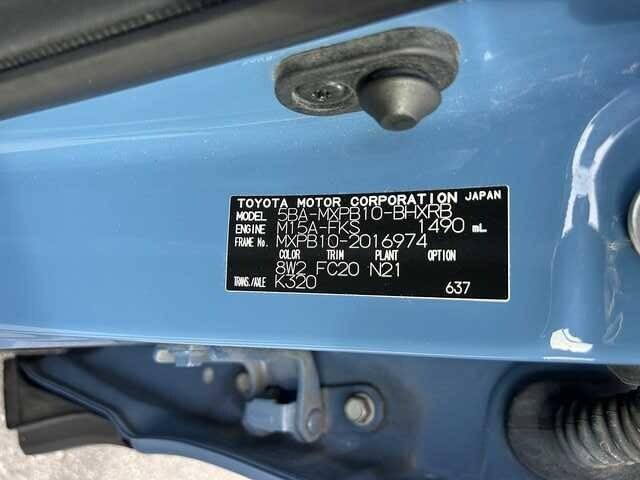 TOYOTA MOTOR CORPORATION JAPAN
MODEL 5BA-MXPB10-BHXRB
ENGINE M15A-FKS 1490 mL
FRAME No. MXPB10-2016974
COLOR TRIM PLANT OPTION
8W2 FC20 N21
TRANS./AXLE K320 637